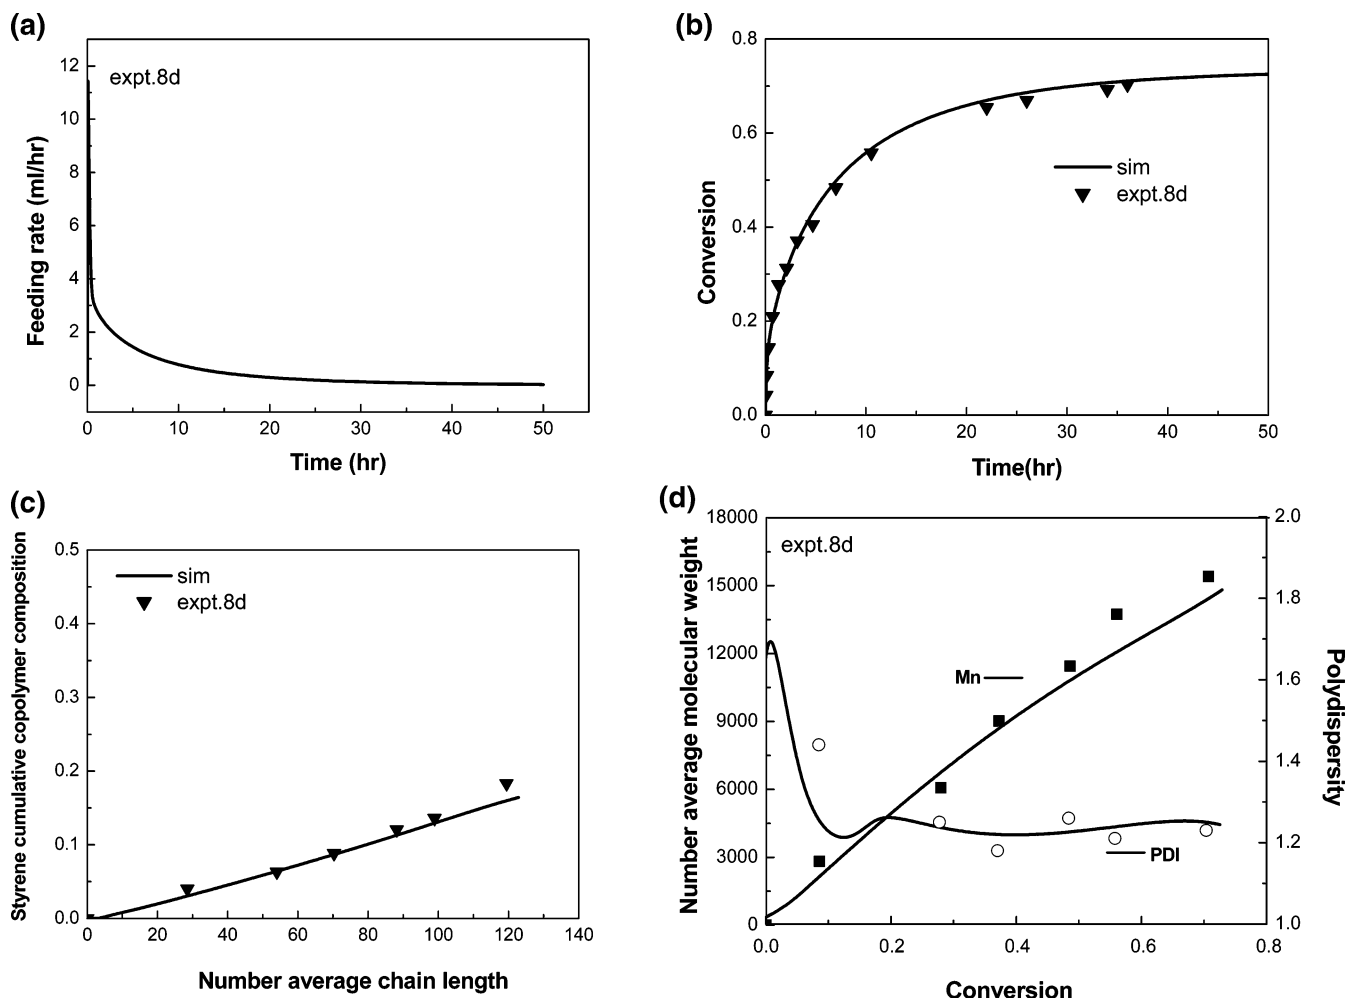 (a)
12
10
8
6
4
2
0
expt.8d
Feeding rate (ml/hr)
0 10 20 30 40 50
Time (hr)
(b)
0.8
0.6
0.4
0.2
0.0
Conversion
sim
expt.8d
0 10 20 30 40 50
Time(hr)
(c)
0.5
0.4
0.3
0.2
0.1
0.0
Styrene cumulative copolymer composition
sim
expt.8d
0 20 40 60 80 100 120 140
Number average chain length
(d)
18000
15000
12000
9000
6000
3000
0
Number average molecular weight
expt.8d
Mn
PDI
2.0
1.8
1.6
1.4
1.2
1.0
Polydispersity
0.0 0.2 0.4 0.6 0.8
Conversion